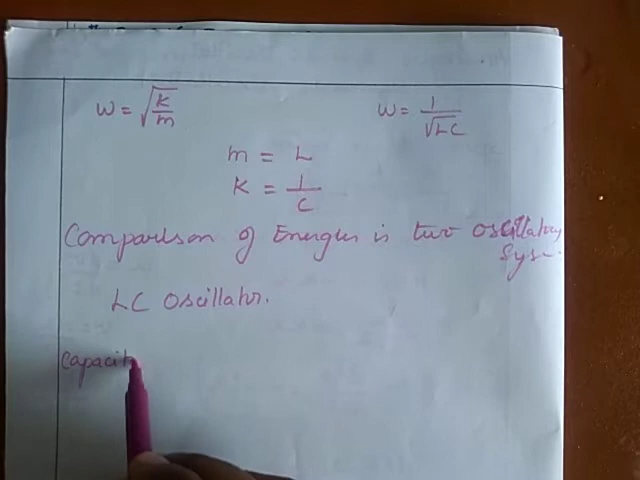 W = √K/m W = 1/√LC
m = L
K = 1/C
Comparison of Energies in two oscillatory
Sys
LC Oscillator.
Capacit